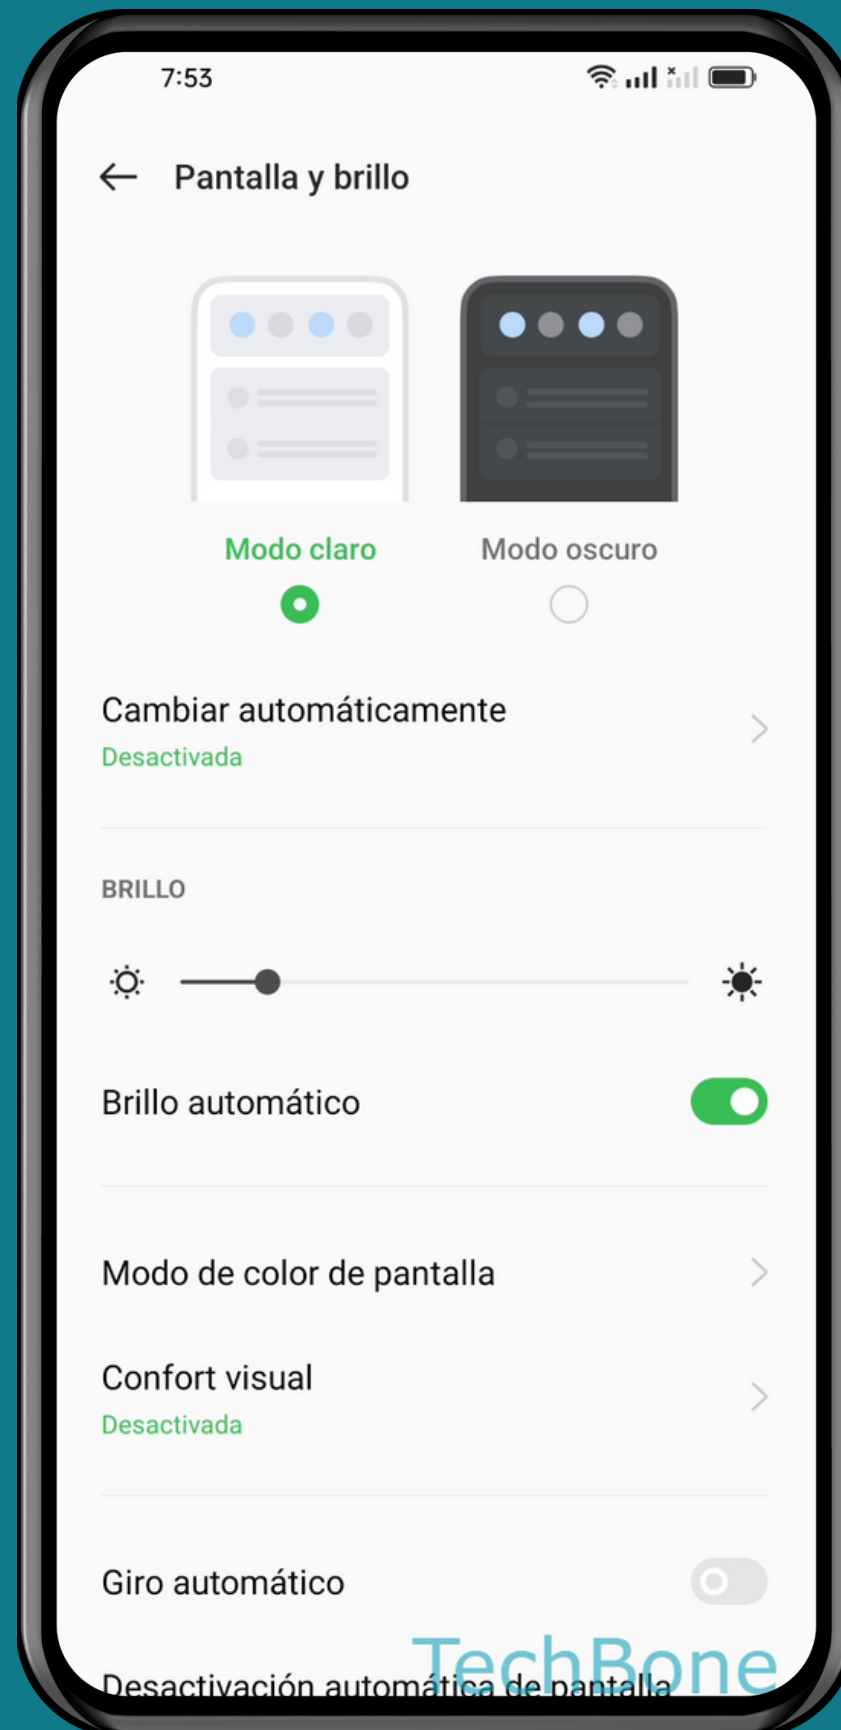 7:53
Pantalla y brillo
Modo claro
Modo oscuro
Cambiar automáticamente
Desactivada
BRILLO
Brillo automático
Modo de color de pantalla
Confort visual
Desactivada
Giro automático
Desactivación automática de pantalla
TechBone